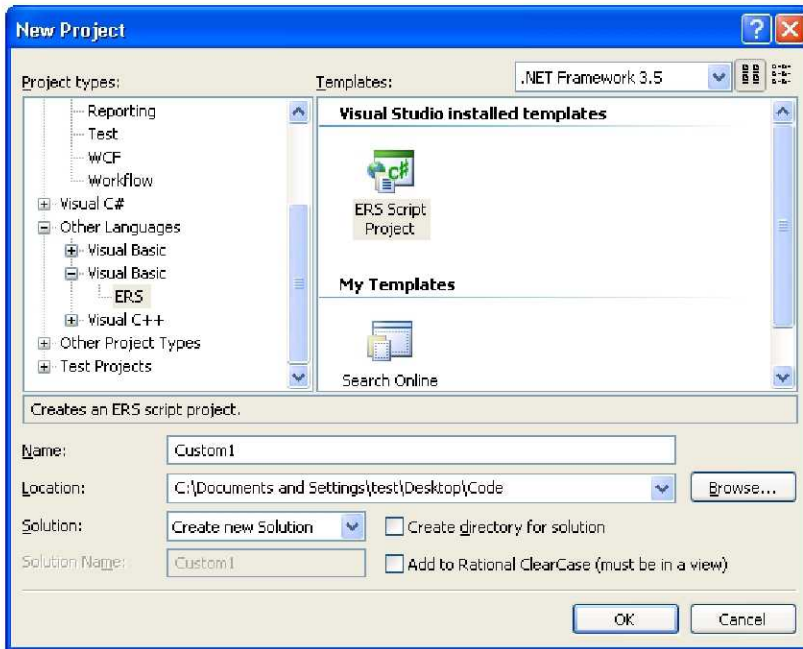 New Project
Project types:
Templates:
.NET Framework 3.5
Reporting
Test
WCF
Workflow
Visual C#
Other Languages
Visual Basic
Visual Basic
ERS
Visual C++
Other Project Types
Test Projects
Visual Studio installed templates
C#
ERS Script
Project
My Templates
Search Online
Creates an ERS script project.
Name:
Custom1
Location:
C:\Documents and Settings\test\Desktop\Code
Browse...
Solution:
Create new Solution
Create directory for solution
Solution Name:
Custom1
Add to Rational ClearCase (must be in a view)
OK
Cancel